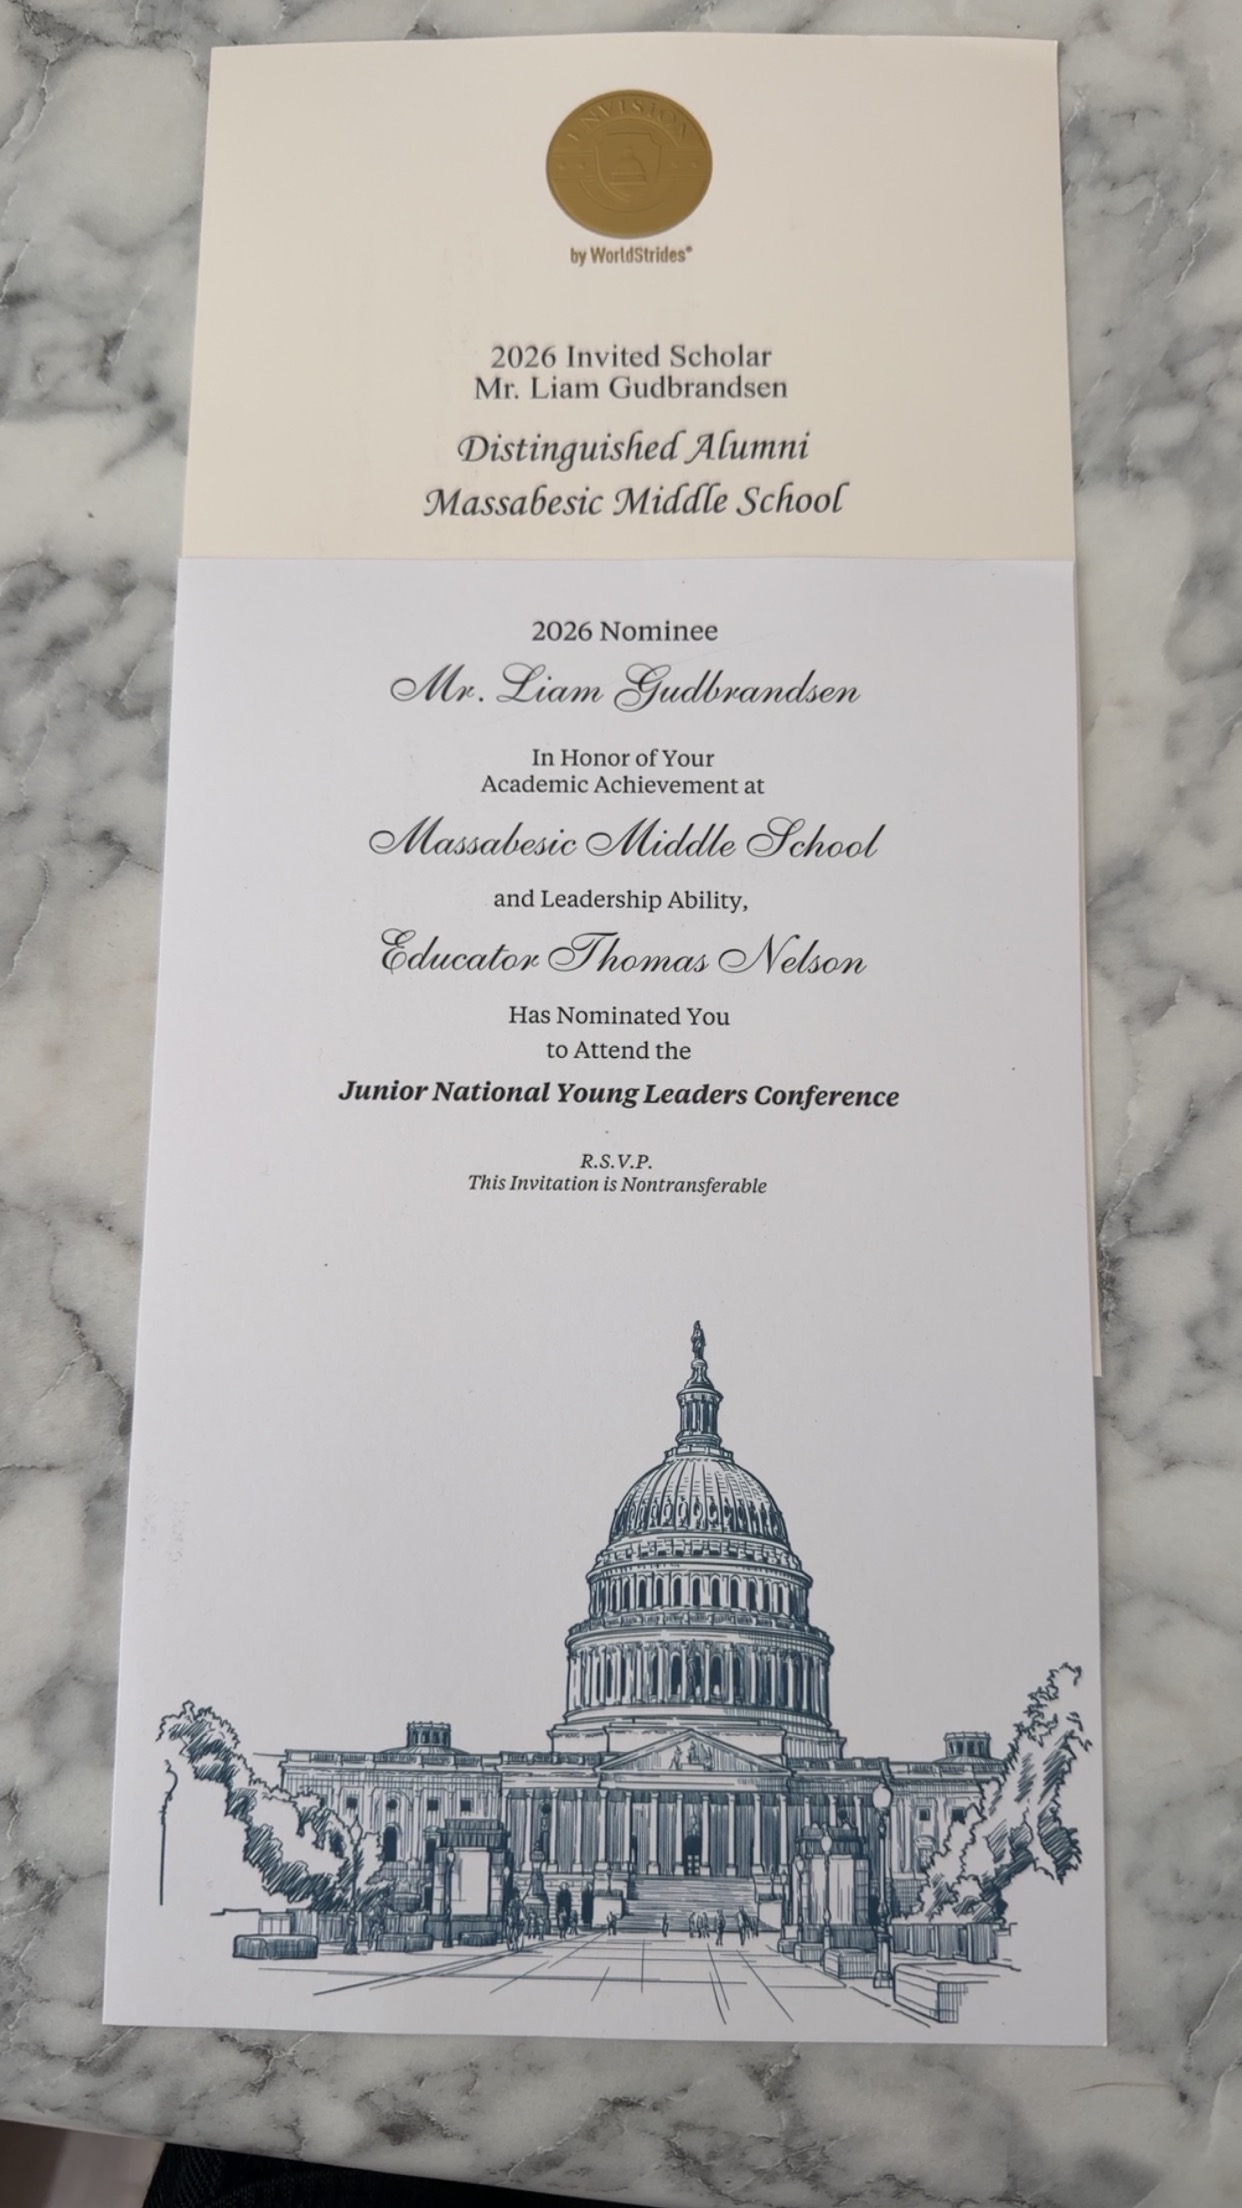 ENVISION
by WorldStrides®
2026 Invited Scholar
Mr. Liam Gudbrandsen
Distinguished Alumni
Massabesic Middle School
2026 Nominee
Mr. Liam Gudbrandsen
In Honor of Your
Academic Achievement at
Massabesic Middle School
and Leadership Ability,
Educator Thomas Nelson
Has Nominated You
to Attend the
Junior National Young Leaders Conference
R.S.V.P.
This Invitation is Nontransferable